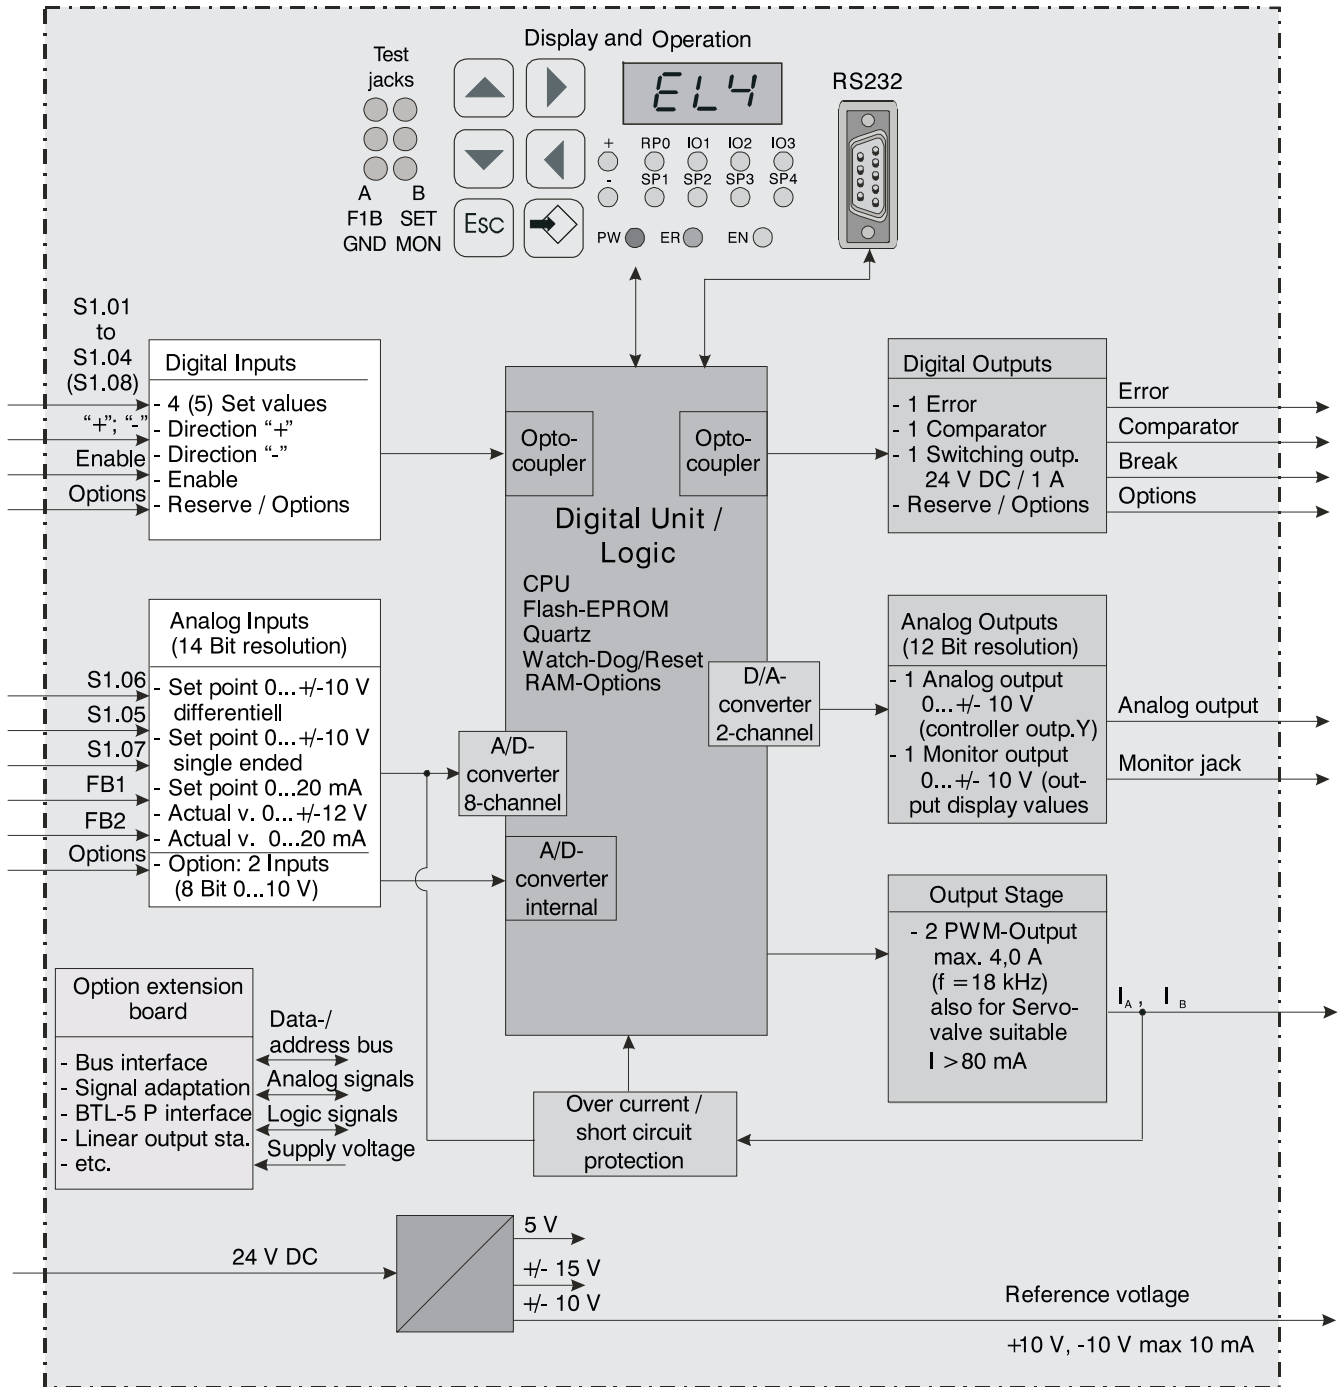 Display and Operation
Test
jacks
EL4
RS232
+ RP0 IO1 IO2 IO3
- SP1 SP2 SP3 SP4
A B
F1B SET
GND MON
Esc
PW ER EN
S1.01
to
S1.04
(S1.08)
“+”; “-”
Enable
Options
Digital Inputs
- 4 (5) Set values
- Direction “+”
- Direction “-”
- Enable
- Reserve / Options
Opto-
coupler
Opto-
coupler
Digital Unit /
Logic
CPU
Flash-EPROM
Quartz
Watch-Dog/Reset
RAM-Options
Digital Outputs
- 1 Error
- 1 Comparator
- 1 Switching outp.
24 V DC / 1 A
- Reserve / Options
Error
Comparator
Break
Options
S1.06
S1.05
S1.07
FB1
FB2
Options
Analog Inputs
(14 Bit resolution)
- Set point 0...+/-10 V
differentiell
- Set point 0...+/-10 V
single ended
- Set point 0...20 mA
- Actual v. 0...+/-12 V
- Actual v. 0...20 mA
- Option: 2 Inputs
(8 Bit 0...10 V)
A/D-
converter
8-channel
A/D-
converter
internal
D/A-
converter
2-channel
Analog Outputs
(12 Bit resolution)
- 1 Analog output
0...+/- 10 V
(controller outp.Y)
- 1 Monitor output
0...+/- 10 V (out-
put display values
Analog output
Monitor jack
Output Stage
- 2 PWM-Output
max. 4,0 A
(f = 18 kHz)
also for Servo-
valve suitable
I >80 mA
IA, IB
Option extension
board
- Bus interface
- Signal adaptation
- BTL-5 P interface
- Linear output sta.
- etc.
Data-/
address bus
Analog signals
Logic signals
Supply voltage
Over current /
short circuit
protection
24 V DC
5 V
+/- 15 V
+/- 10 V
Reference votlage
+10 V, -10 V max 10 mA